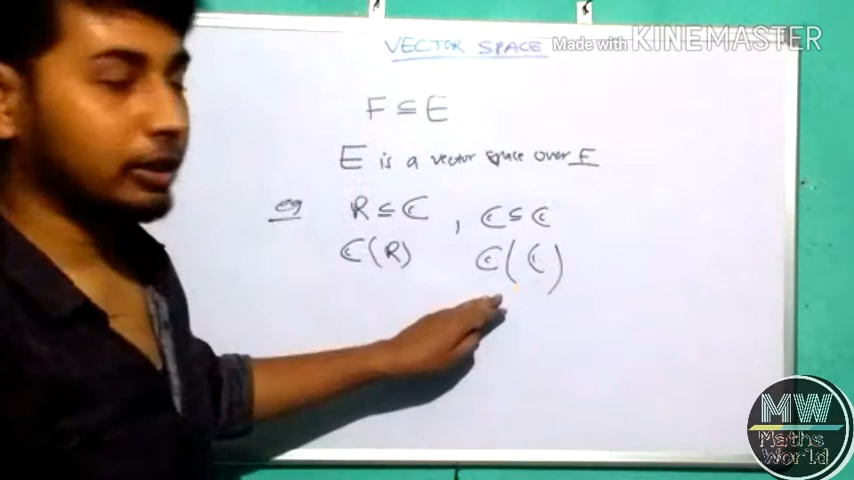 VECTOR SPACE
Made with KINEMASTER
F ⊆ E
E is a vector space over F
eg R ⊆ ℂ , ℂ ⊆ ℂ
ℂ(R) ℂ(ℂ)
MW
Maths
World